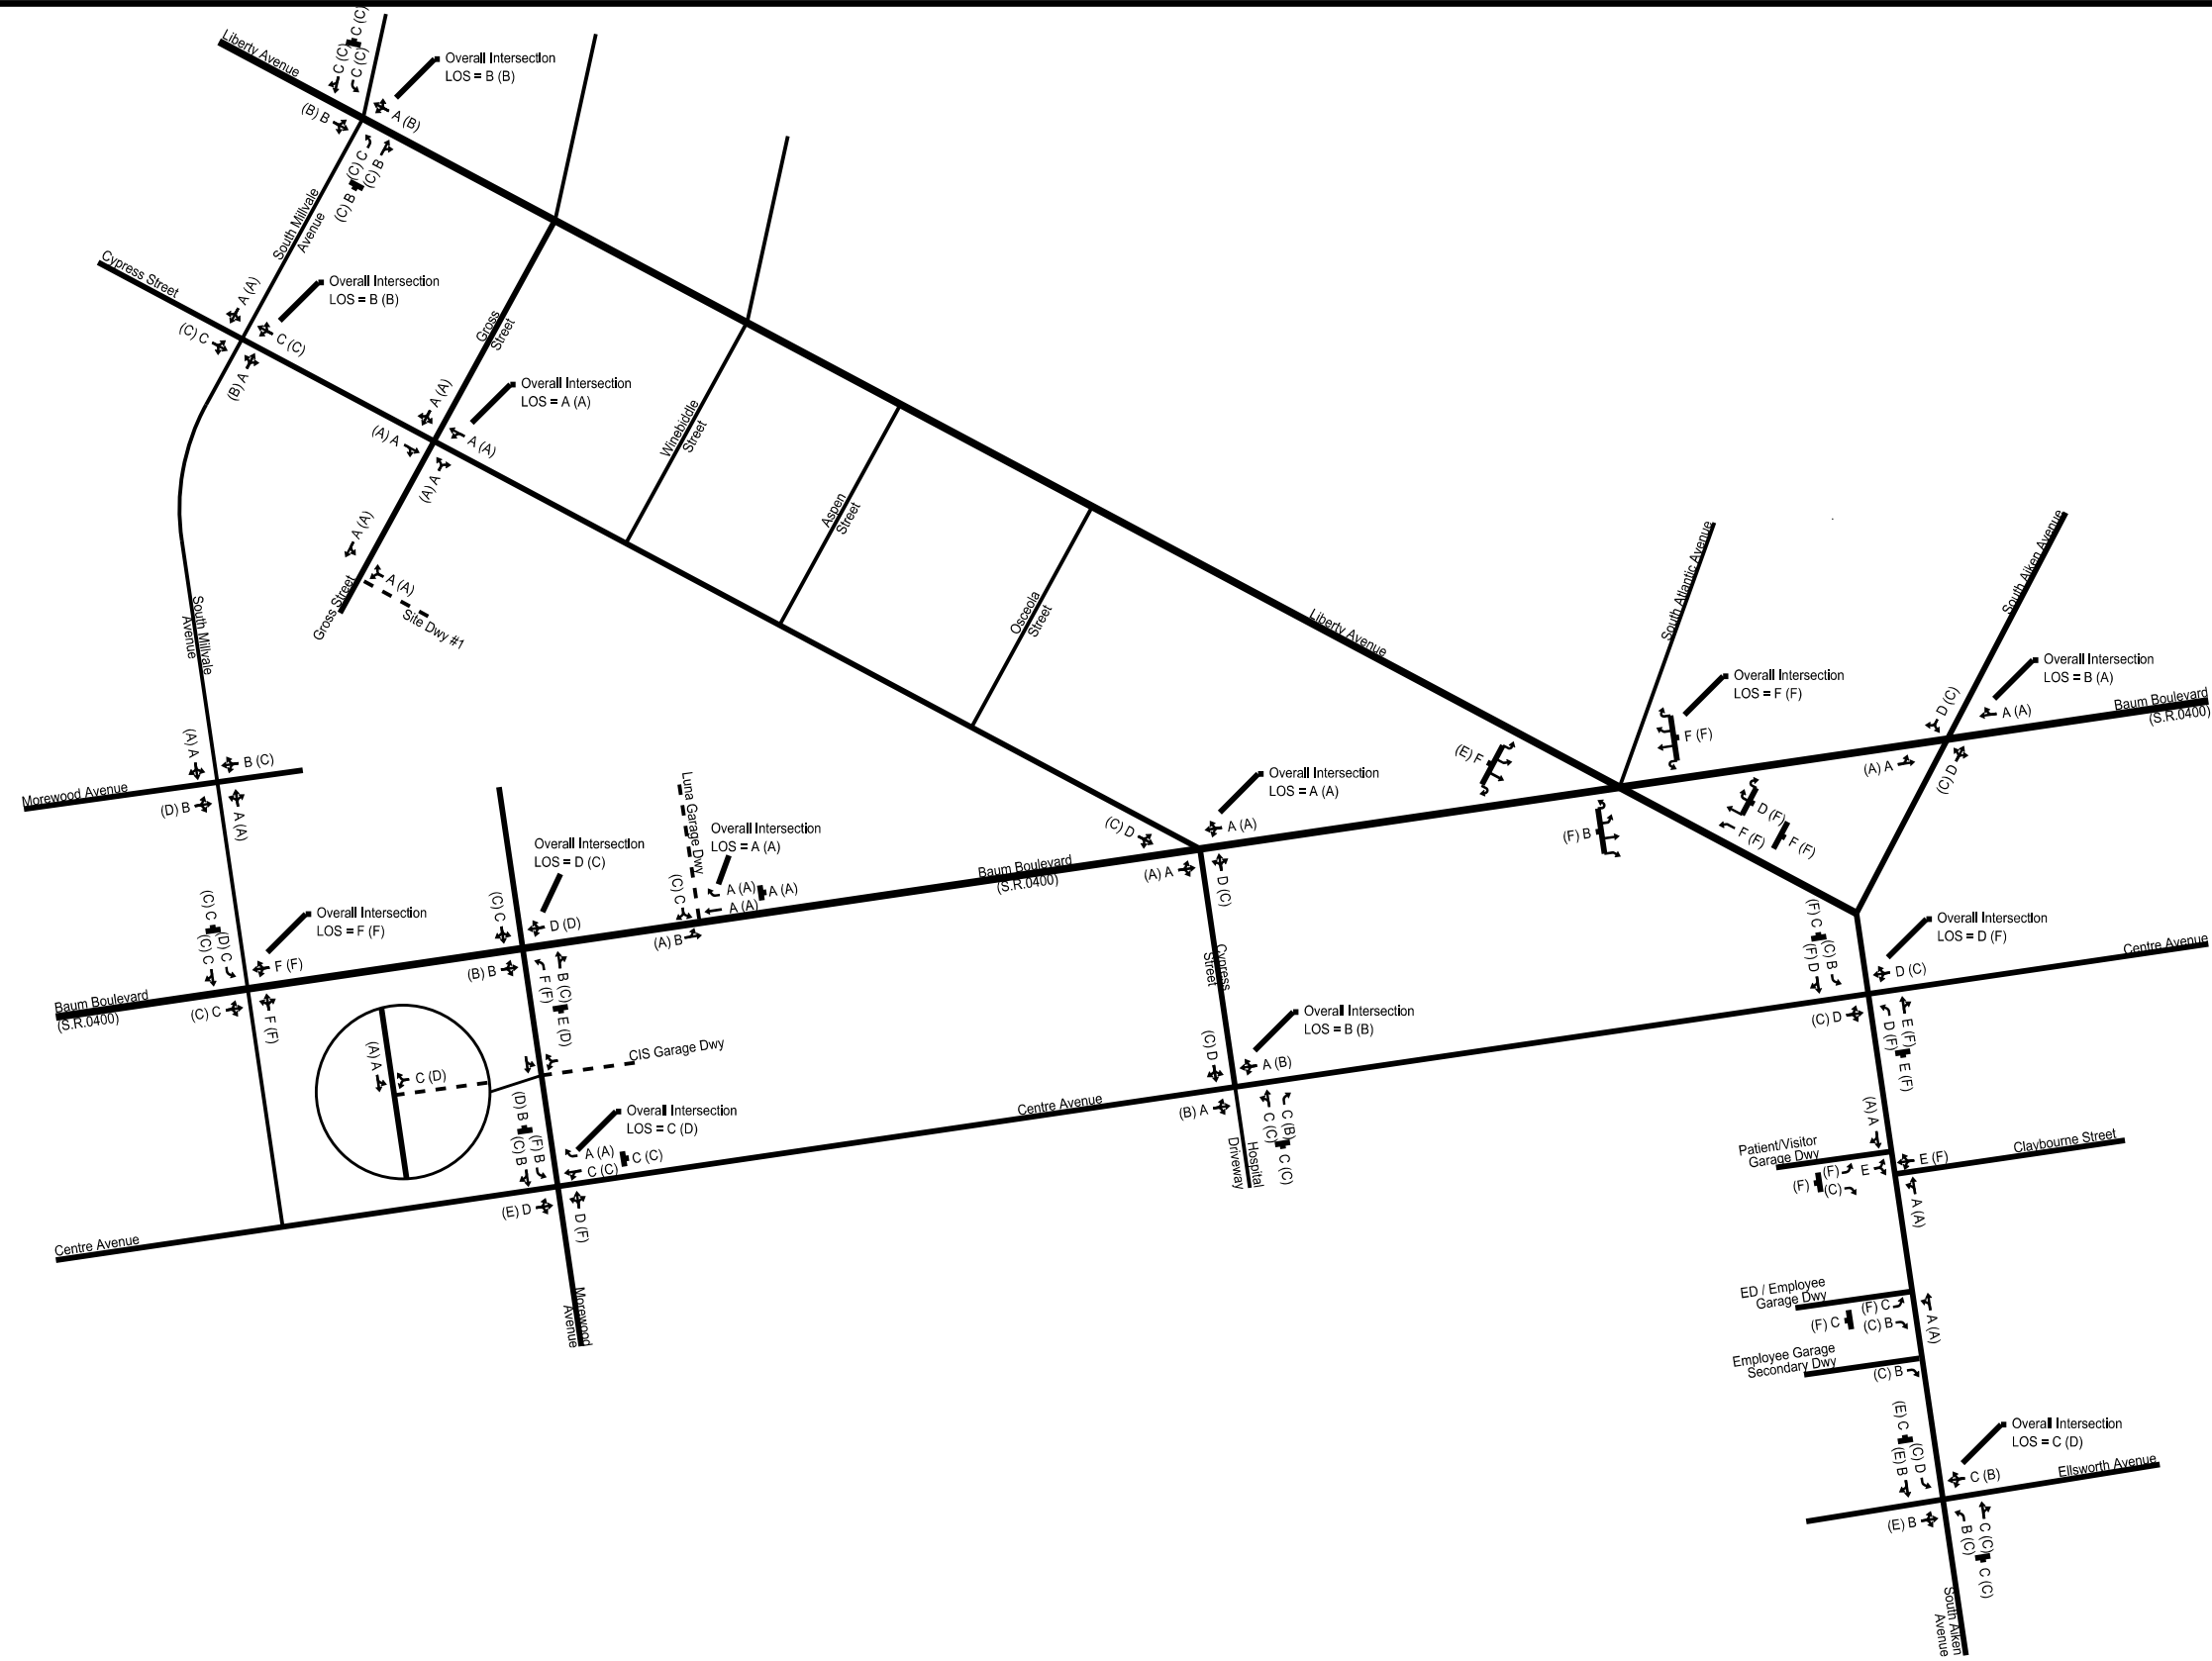 C (C)
C (C)
C (C)
Liberty Avenue
Overall Intersection
LOS = B (B)
(B) B
A (B)
(C) C
(C) B
(C) B
South Millvale
Avenue
Cypress Street
A (A)
Overall Intersection
LOS = B (B)
(C) C
C (C)
(B) A
Gross
Street
A (A)
Overall Intersection
LOS = A (A)
(A) A
A (A)
(A) A
Winebiddle
Street
Aspen
Street
Osceola
Street
A (A)
A (A)
Gross Street
Site Dwy #1
South Millvale
Avenue
Liberty Avenue
South Atlantic Avenue
South Aiken Avenue
Overall Intersection
LOS = F (F)
F (F)
(E) F
(F) B
D (F)
F (F)
F (F)
Overall Intersection
LOS = B (A)
D (C)
A (A)
(A) A
(C) D
Baum Boulevard
(S.R.0400)
(A) A
B (C)
Morewood Avenue
(D) B
A (A)
Luna Garage Dwy
Overall Intersection
LOS = A (A)
A (A)
A (A)
A (A)
(C) C
(A) B
Overall Intersection
LOS = D (C)
(C) C
D (D)
(B) B
F (F)
B (C)
E (D)
Overall Intersection
LOS = A (A)
(C) D
A (A)
(A) A
D (C)
Baum Boulevard
(S.R.0400)
(C) C
(C) C
(D) C
Overall Intersection
LOS = F (F)
F (F)
(C) C
F (F)
Baum Boulevard
(S.R.0400)
Cypress
Street
(A) A
C (D)
CIS Garage Dwy
Overall Intersection
LOS = B (B)
(C) D
A (B)
(B) A
C (C)
C (B)
C (C)
Hospital
Driveway
Centre Avenue
(D) B
(C) B
(F) B
Overall Intersection
LOS = C (D)
A (A)
C (C)
C (C)
(E) D
D (F)
Centre Avenue
Morewood
Avenue
(F) C
(F) D
(C) B
Overall Intersection
LOS = D (F)
D (C)
Centre Avenue
(C) D
D (F)
E (F)
E (F)
(A) A
Patient/Visitor
Garage Dwy
Claybourne Street
(F)
E
E (F)
(F)
(C)
A (A)
ED / Employee
Garage Dwy
(F) C
(F) C
(C) B
A (A)
Employee Garage
Secondary Dwy
(C) B
(E) C
(E) B
(C) D
Overall Intersection
LOS = C (D)
C (B)
Ellsworth Avenue
(E) B
B (C)
C (C)
C (C)
South Aiken
Avenue